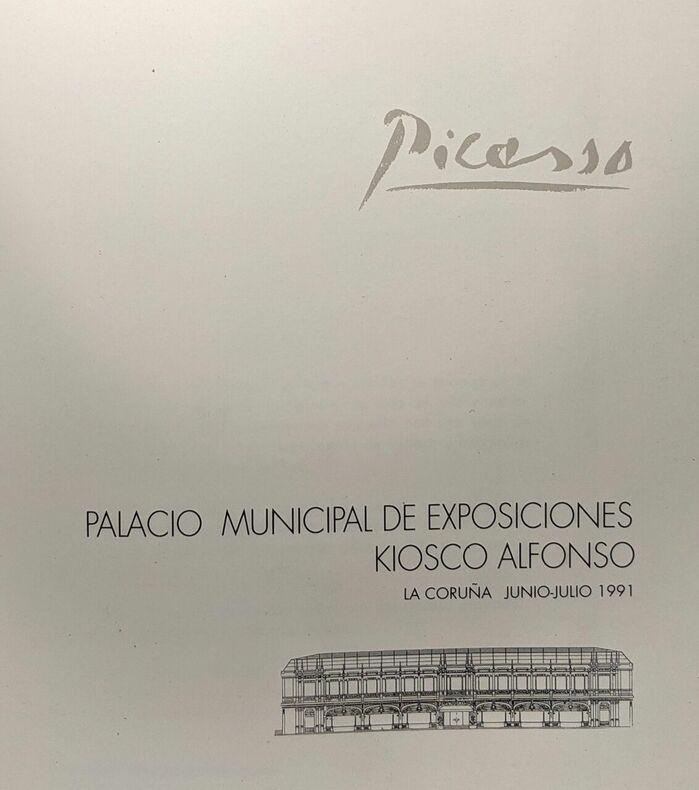 Picasso
PALACIO MUNICIPAL DE EXPOSICIONES
KIOSCO ALFONSO
LA CORUÑA JUNIO-JULIO 1991